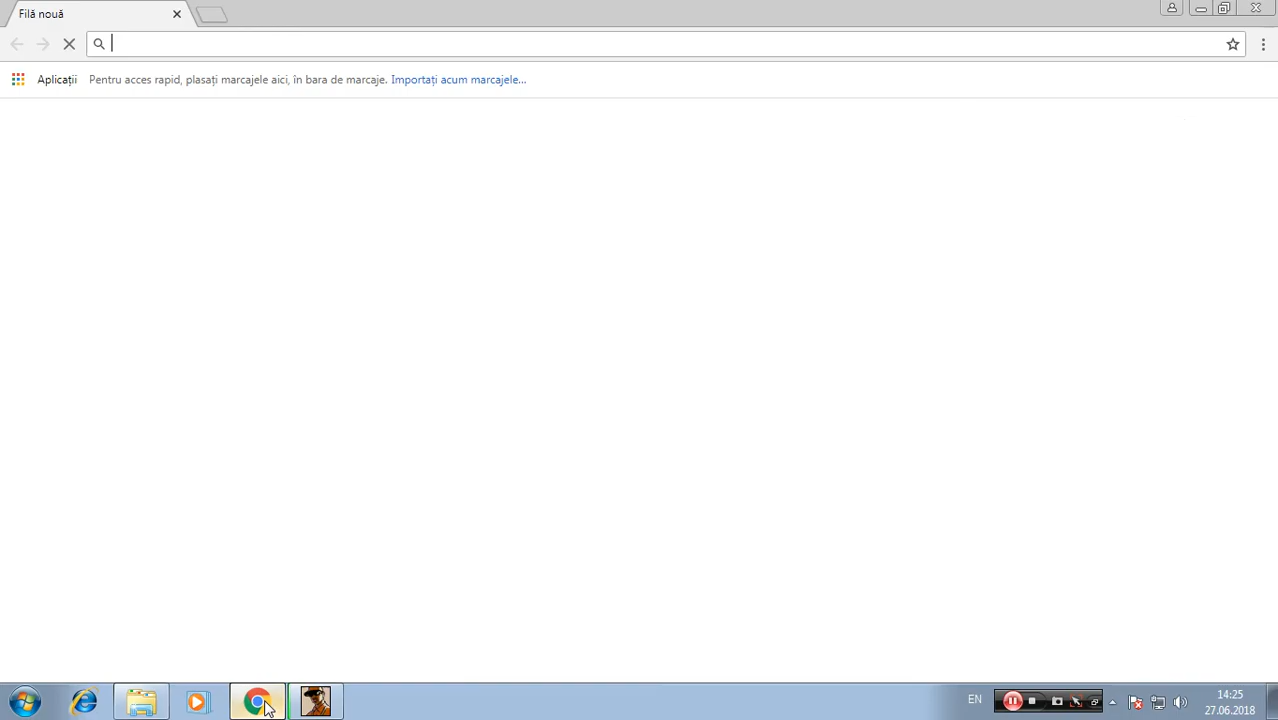 Filă nouă
Aplicații
Pentru acces rapid, plasați marcajele aici, în bara de marcaje. Importați acum marcajele...
EN
14:25
27.06.2018